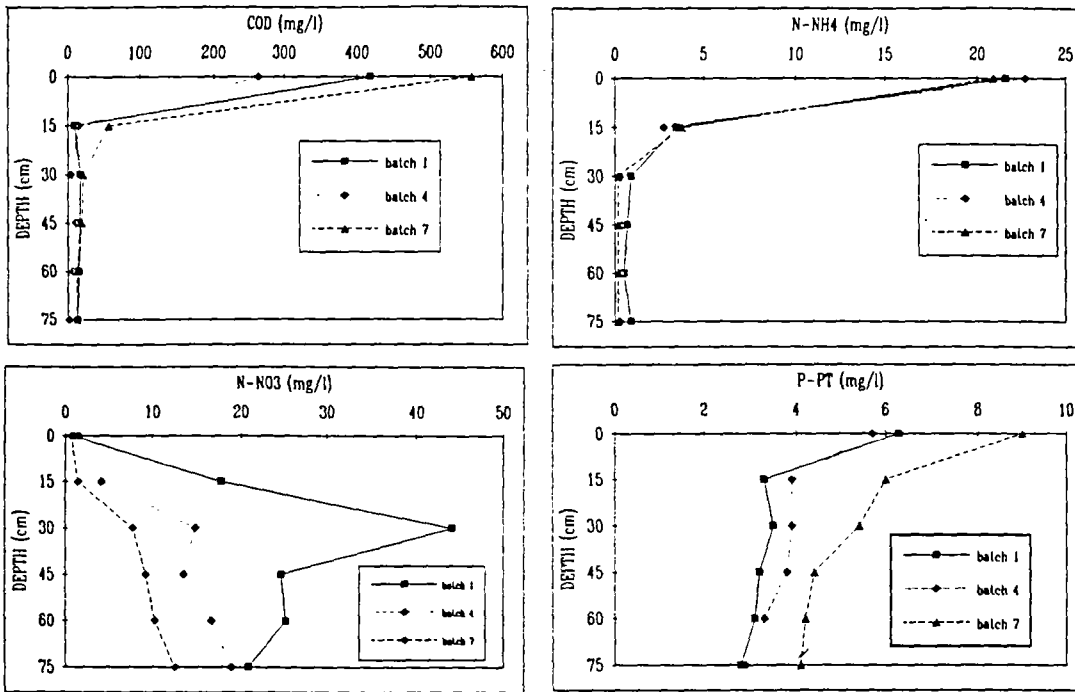 COD (mg/l)
0 100 200 300 400 500 600
0
15
30
45
60
75
DEPTH (cm)
batch 1
batch 4
batch 7
N-NH4 (mg/l)
0 5 10 15 20 25
0
15
30
45
60
75
DEPTH (cm)
batch 1
batch 4
batch 7
N-NO3 (mg/l)
0 10 20 30 40 50
0
15
30
45
60
75
DEPTH (cm)
batch 1
batch 4
batch 7
P-PT (mg/l)
0 2 4 6 8 10
0
15
30
45
60
75
DEPTH (cm)
batch 1
batch 4
batch 7